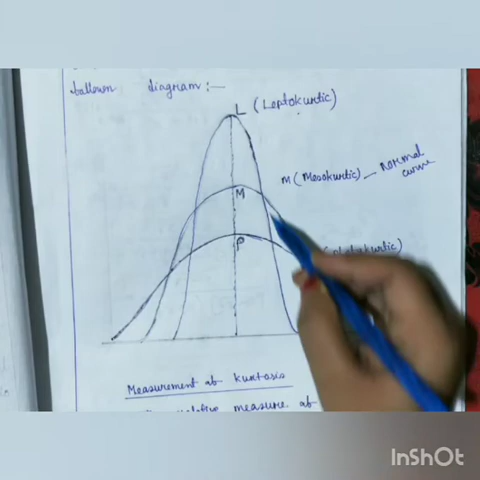 diagram :—
L (Leptokurtic)
M (Mesokurtic) — Normal
curve
M
P
Measurement of kurtosis
measure of
InShOt